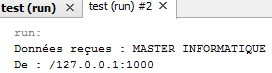 test (run) × test (run) #2 ×
run:
Données reçues : MASTER INFORMATIQUE
De : /127.0.0.1:1000